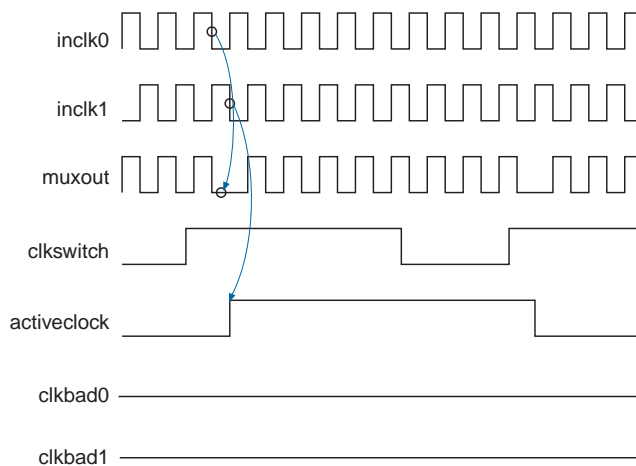 inclk0
inclk1
muxout
clkswitch
activeclock
clkbad0
clkbad1